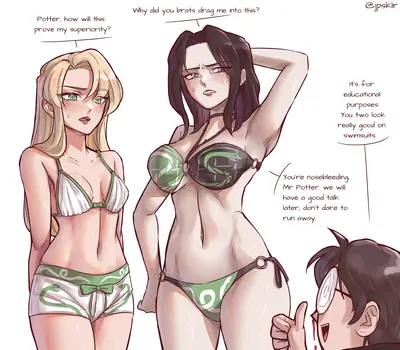 @jpsklr
Why did you brats drag me into this?
Potter, how will this
prove my superiority?
It's for
educational
purposes
You two look
really good on
swimsuits
You're nosebleeding,
Mr Potter. we will
have a good talk
later, don't dare to
run away.